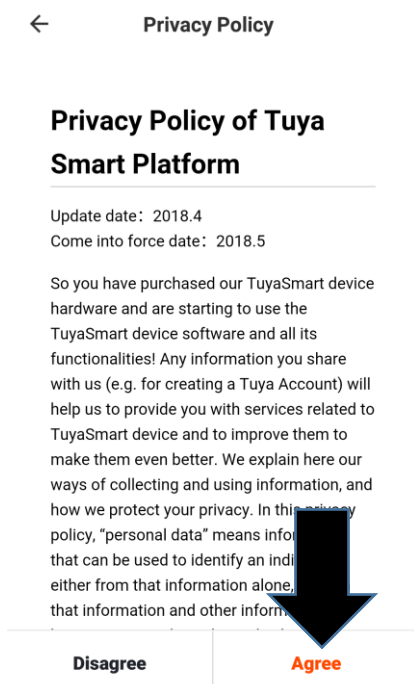 Privacy Policy
Privacy Policy of Tuya
Smart Platform
Update date：2018.4
Come into force date：2018.5
So you have purchased our TuyaSmart device
hardware and are starting to use the
TuyaSmart device software and all its
functionalities! Any information you share
with us (e.g. for creating a Tuya Account) will
help us to provide you with services related to
TuyaSmart device and to improve them to
make them even better. We explain here our
ways of collecting and using information, and
how we protect your privacy. In this privacy
policy, “personal data” means
that can be used to identify an
either from that information alone,
that information and other
Disagree
Agree